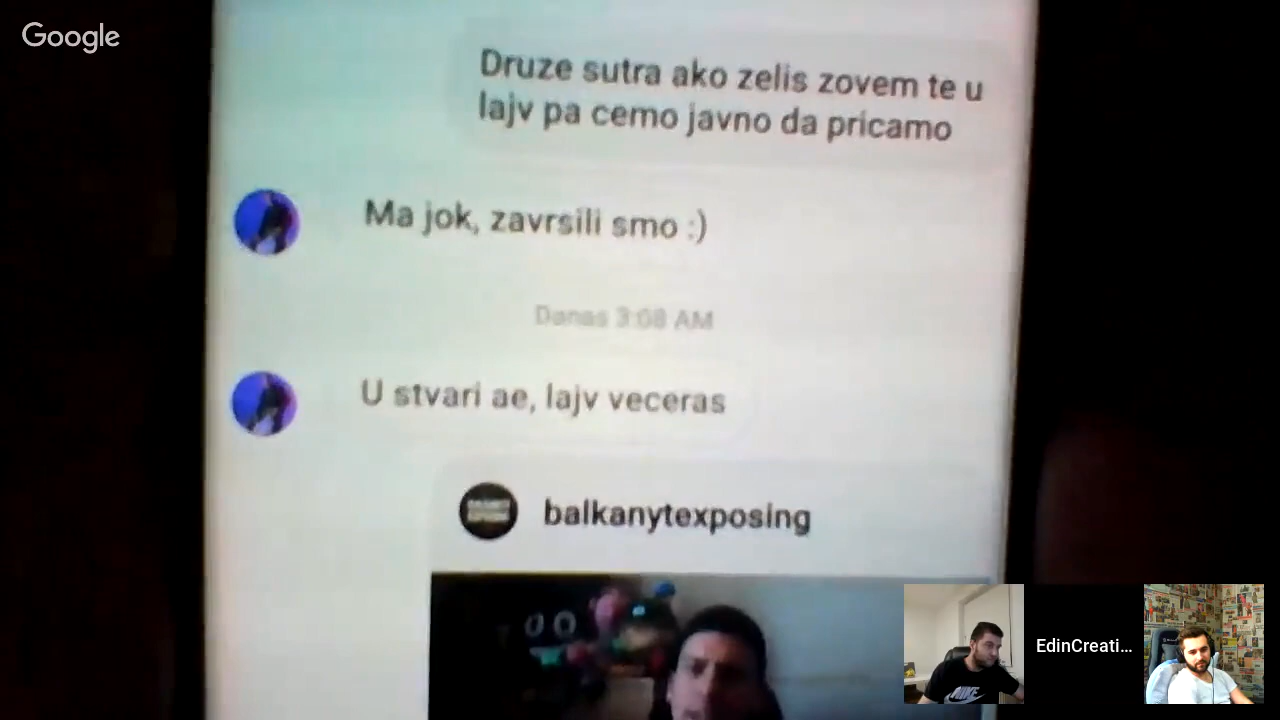 Google
Druze sutra ako zelis zovem te u
lajv pa cemo javno da pricamo
Ma jok, zavrsili smo :)
Danas 3:08 AM
U stvari ae, lajv veceras
balkanytexposing
EdinCreati...
NIKE